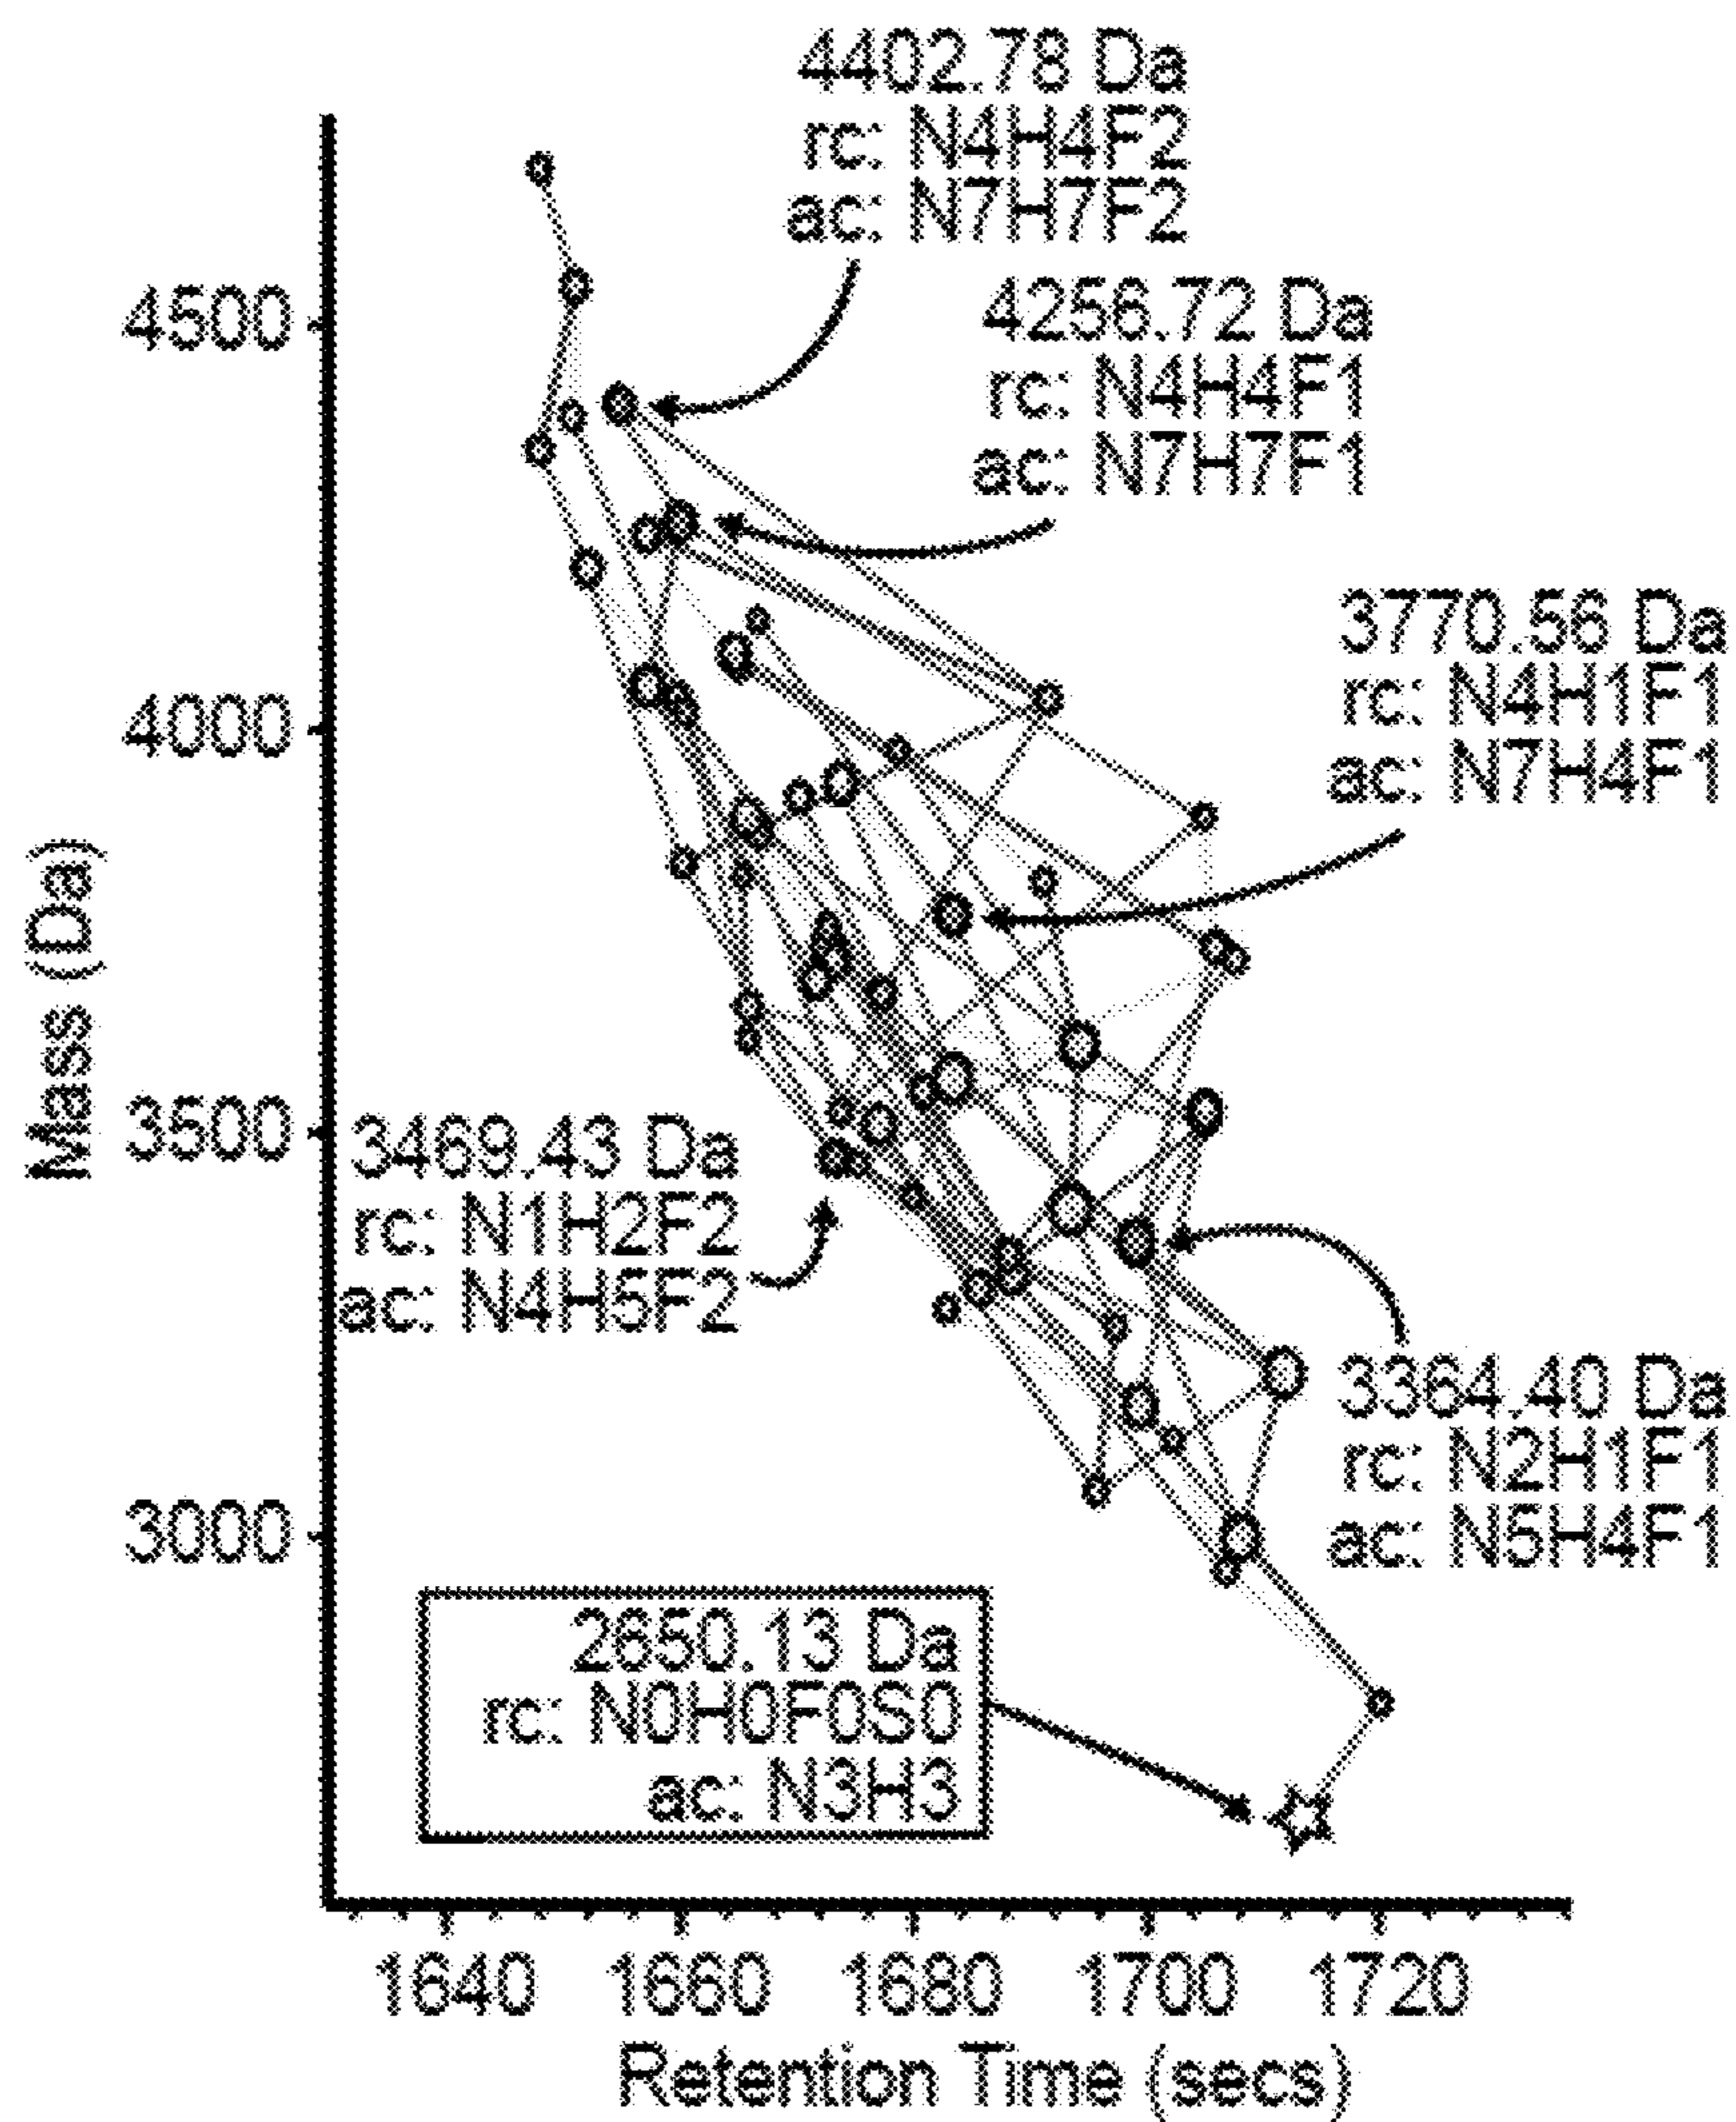 4402.78 Da
rc: N4H4F2
ac: N7H7F2
4256.72 Da
rc: N4H4F1
ac: N7H7F1
3770.56 Da
rc: N4H1F1
ac: N7H4F1
3469.43 Da
rc: N1H2F2
ac: N4H5F2
3364.40 Da
rc: N2H1F1
ac: N5H4F1
2650.13 Da
rc: N0H0F0S0
ac: N3H3
Mass (Da)
4500
4000
3500
3000
1640 1660 1680 1700 1720
Retention Time (secs)